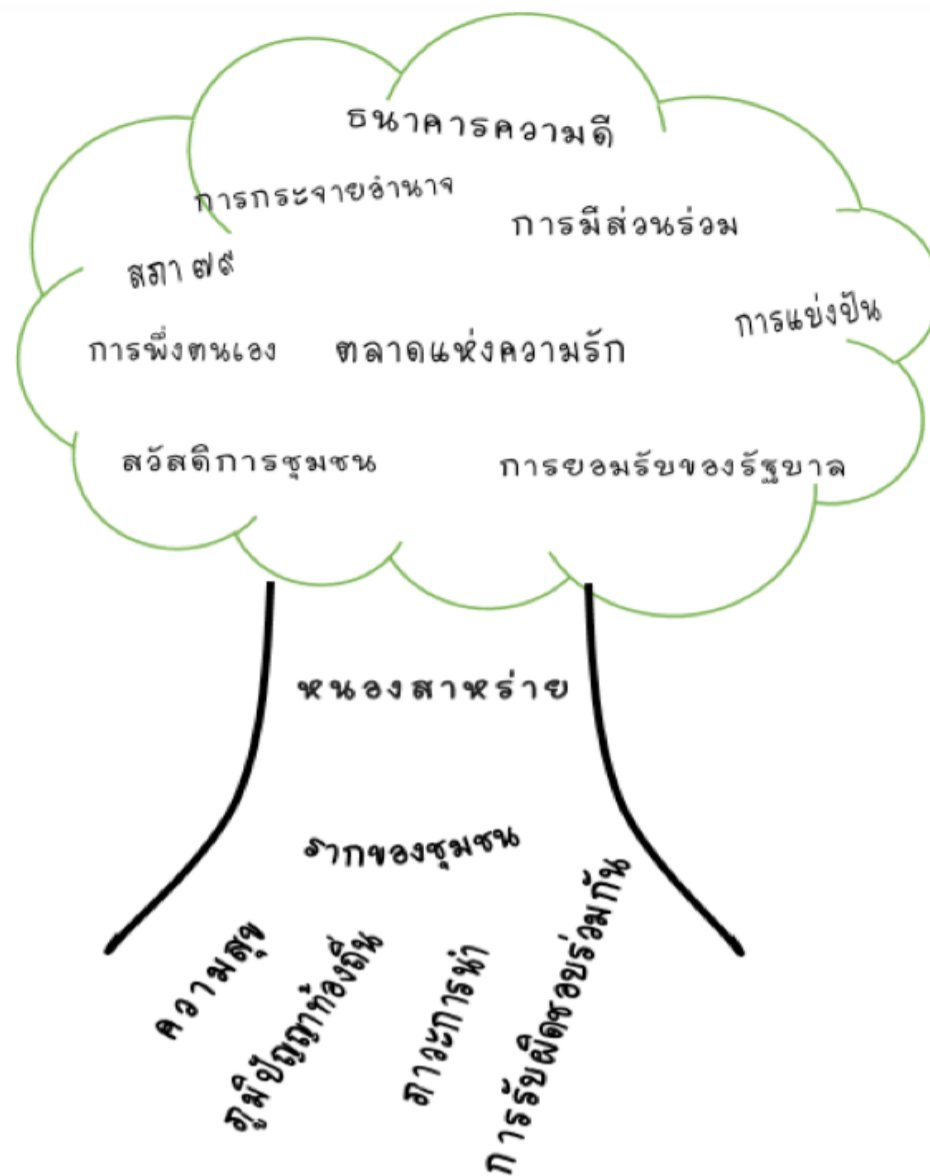 ธนาคารความดี
การกระจายอำนาจ
การมีส่วนร่วม
สภา ๗๙
การแบ่งปัน
การพึ่งตนเอง
ตลาดแห่งความรัก
สวัสดิการชุมชน
การยอมรับของรัฐบาล
หนองสาหร่าย
รากของชุมชน
ความสุข
ภูมิปัญญาท้องถิ่น
ภาวะการนำ
การรับผิดชอบร่วมกัน